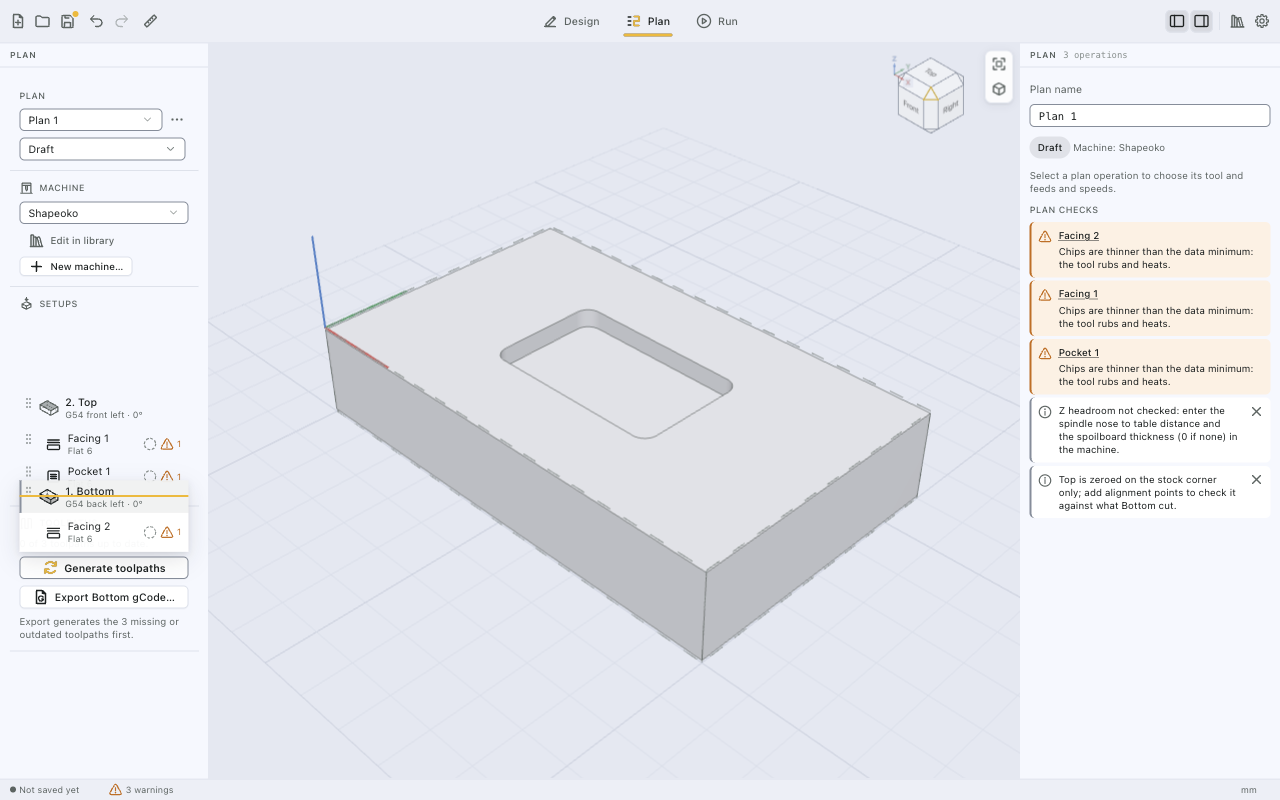 Design
Plan
Run
PLAN
PLAN
Plan 1
Draft
MACHINE
Shapeoko
Edit in library
New machine...
SETUPS
2. Top
G54 front left · 0°
Facing 1
Flat 6
1
Pocket 1
1
1. Bottom
G54 back left · 0°
Facing 2
Flat 6
1
Generate toolpaths
Export Bottom gCode...
Export generates the 3 missing or
outdated toolpaths first.
Z
Y
X
Top
Front
Right
PLAN 3 operations
Plan name
Plan 1
Draft Machine: Shapeoko
Select a plan operation to choose its tool and
feeds and speeds.
PLAN CHECKS
Facing 2
Chips are thinner than the data minimum:
the tool rubs and heats.
Facing 1
Chips are thinner than the data minimum:
the tool rubs and heats.
Pocket 1
Chips are thinner than the data minimum:
the tool rubs and heats.
Z headroom not checked: enter the
spindle nose to table distance and
the spoilboard thickness (0 if none) in
the machine.
Top is zeroed on the stock corner
only; add alignment points to check it
against what Bottom cut.
Not saved yet
3 warnings
mm